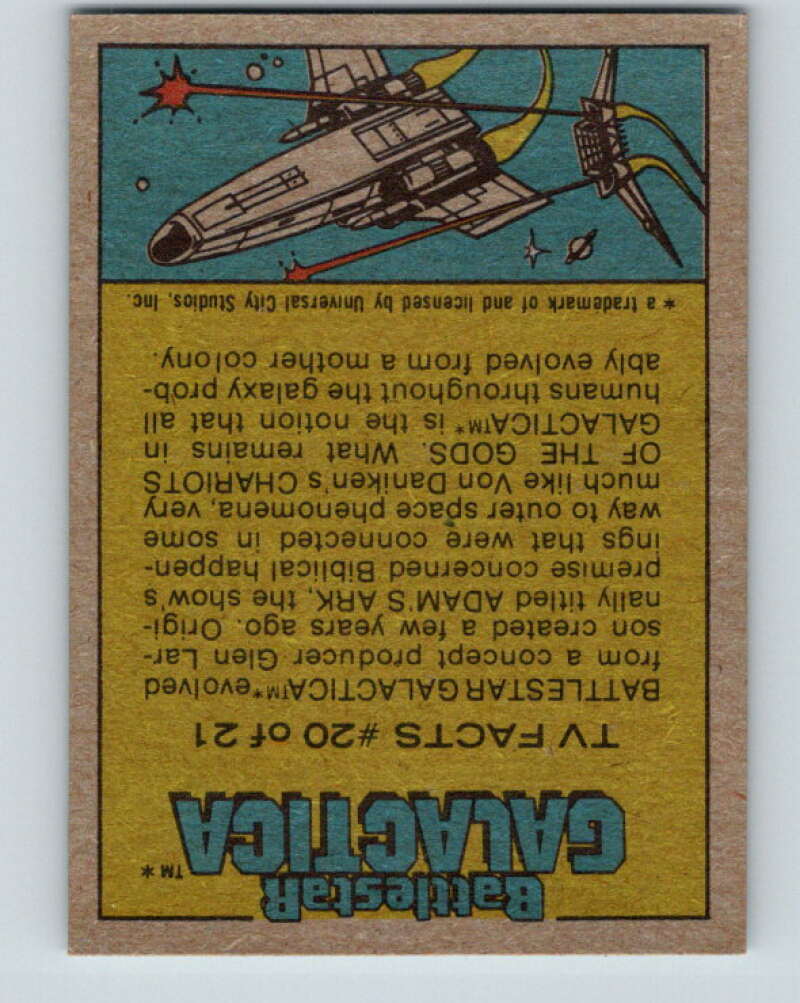 BattlestaR
GALACTICA™*
TV FACTS #20 of 21
BATTLESTAR GALACTICA™* evolved
from a concept producer Glen Lar-
son created a few years ago. Origi-
nally titled ADAM'S ARK, the show's
premise concerned Biblical happen-
ings that were connected in some
way to outer space phenomena, very
much like Von Daniken's CHARIOTS
OF THE GODS. What remains in
GALACTICA™* is the notion that all
humans throughout the galaxy prob-
ably evolved from a mother colony.
* a trademark of and licensed by Universal City Studios, Inc.